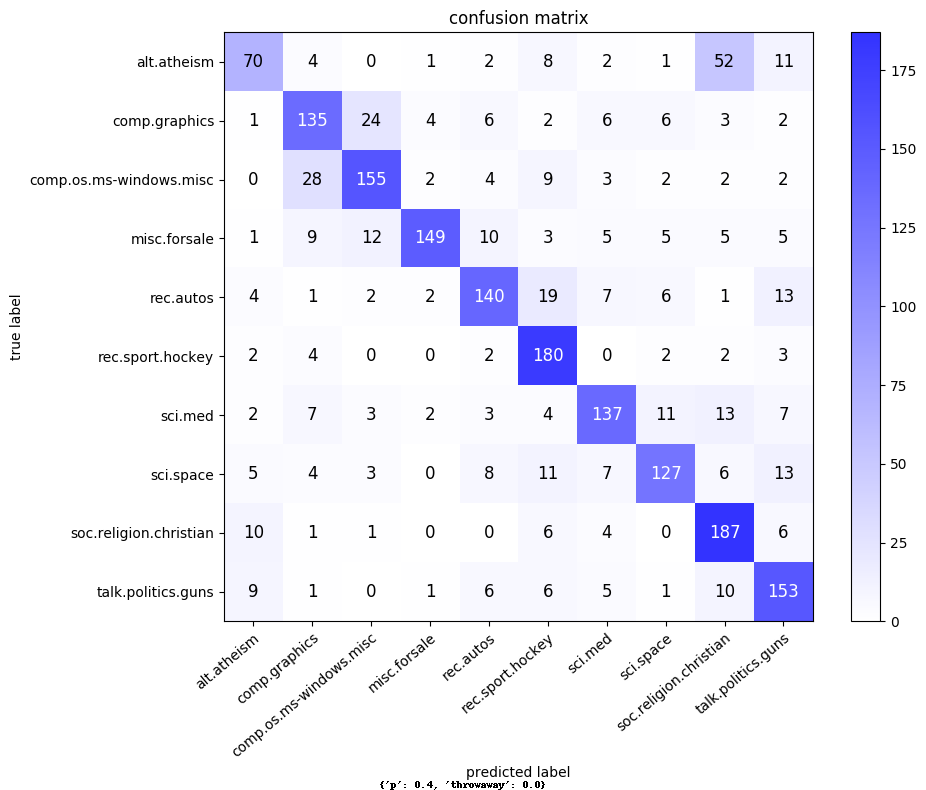 confusion matrix
alt.atheism 70 4 0 1 2 8 2 1 52 11
comp.graphics 1 135 24 4 6 2 6 6 3 2
comp.os.ms-windows.misc 0 28 155 2 4 9 3 2 2 2
misc.forsale 1 9 12 149 10 3 5 5 5 5
rec.autos 4 1 2 2 140 19 7 6 1 13
rec.sport.hockey 2 4 0 0 2 180 0 2 2 3
sci.med 2 7 3 2 3 4 137 11 13 7
sci.space 5 4 3 0 8 11 7 127 6 13
soc.religion.christian 10 1 1 0 0 6 4 0 187 6
talk.politics.guns 9 1 0 1 6 6 5 1 10 153
true label
alt.atheism
comp.graphics
comp.os.ms-windows.misc
misc.forsale
rec.autos
rec.sport.hockey
sci.med
sci.space
soc.religion.christian
talk.politics.guns
predicted label
{'p': 0.4, 'throwaway': 0.0}
175
150
125
100
75
50
25
0